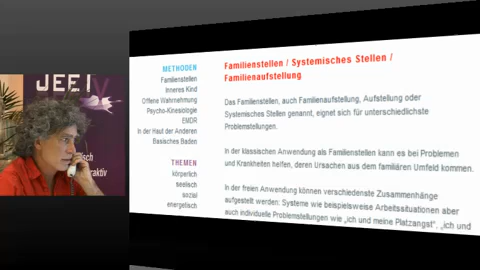 JEET
METHODEN
Familienstellen
Inneres Kind
Offene Wahrnehmung
Psycho-Kinesiologie
EMDR
in der Haut der Anderen
Basisches Baden
THEMEN
körperlich
seelisch
sozial
energetisch
Familienstellen / Systemisches Stellen /
Familienaufstellung
Das Familienstellen, auch Familienaufstellung, Aufstellung oder
Systemisches Stellen genannt, eignet sich für unterschiedlichste
Problemstellungen.
In der klassischen Anwendung als Familienstellen kann es bei Problemen
und Krankheiten helfen, deren Ursachen aus dem familiären Umfeld kommen.
In der freien Anwendung können verschiedenste Zusammenhänge
aufgestellt werden: Systeme wie beispielsweise Arbeitssituationen aber
auch individuelle Problemstellungen wie „ich und meine Platzangst", „ich und